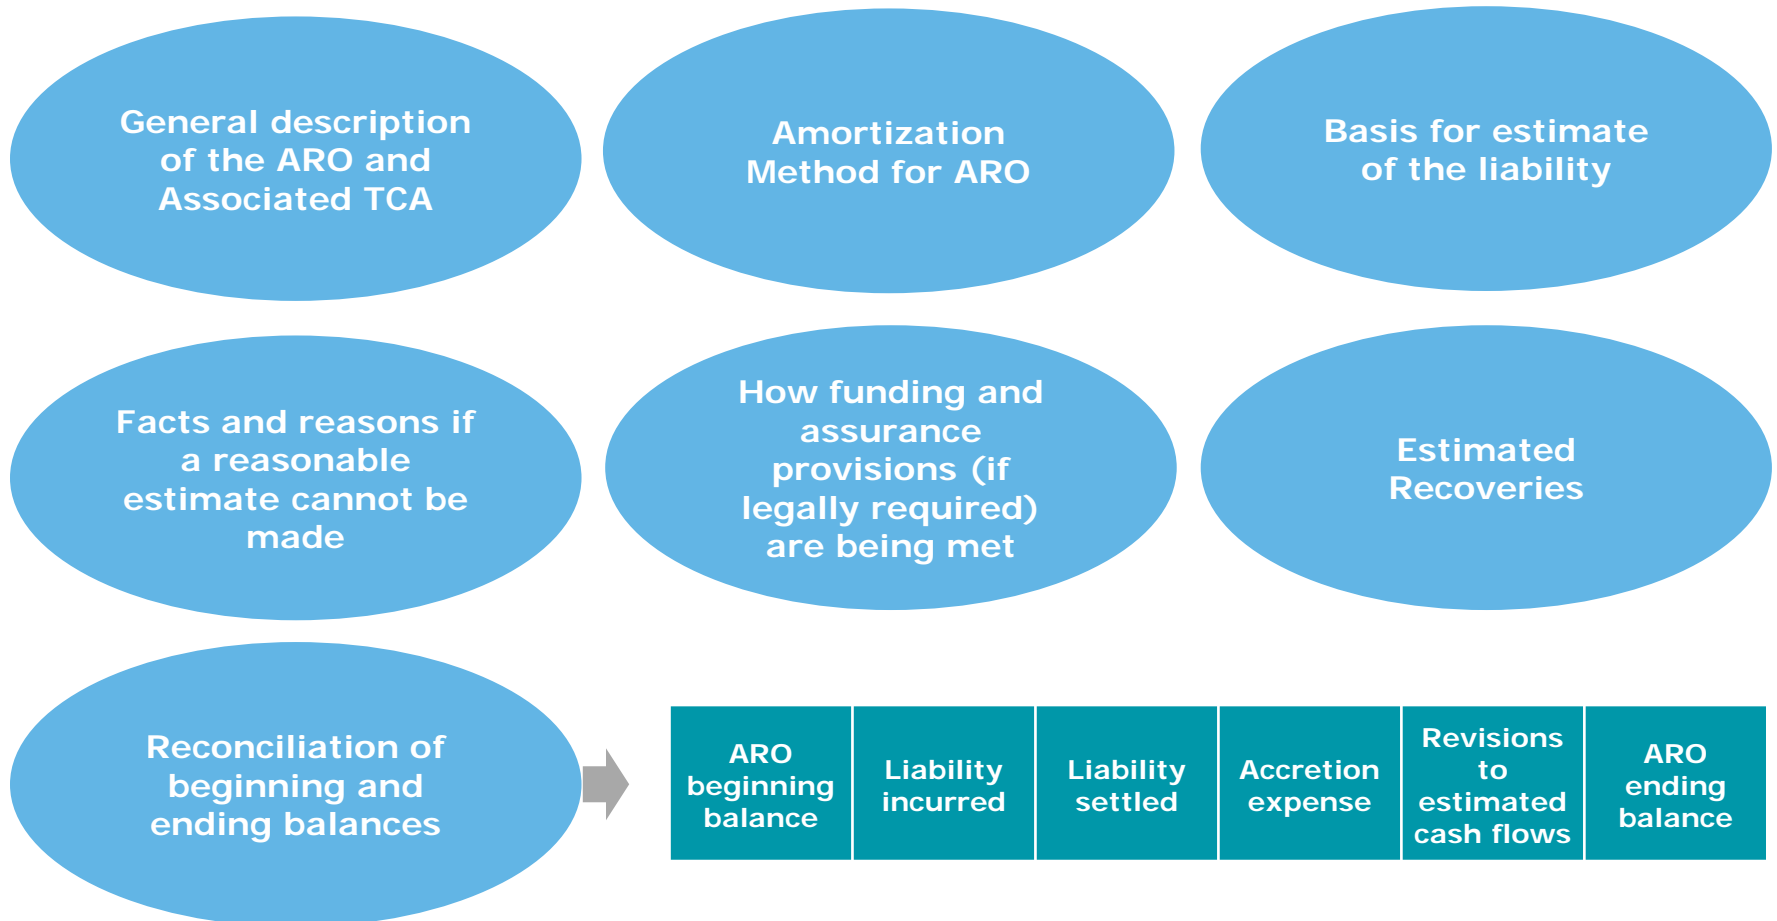 General description
of the ARO and
Associated TCA
Amortization
Method for ARO
Basis for estimate
of the liability
Facts and reasons if
a reasonable
estimate cannot be
made
How funding and
assurance
provisions (if
legally required)
are being met
Estimated
Recoveries
Reconciliation of
beginning and
ending balances
ARO
beginning
balance
Liability
incurred
Liability
settled
Accretion
expense
Revisions
to
estimated
cash flows
ARO
ending
balance